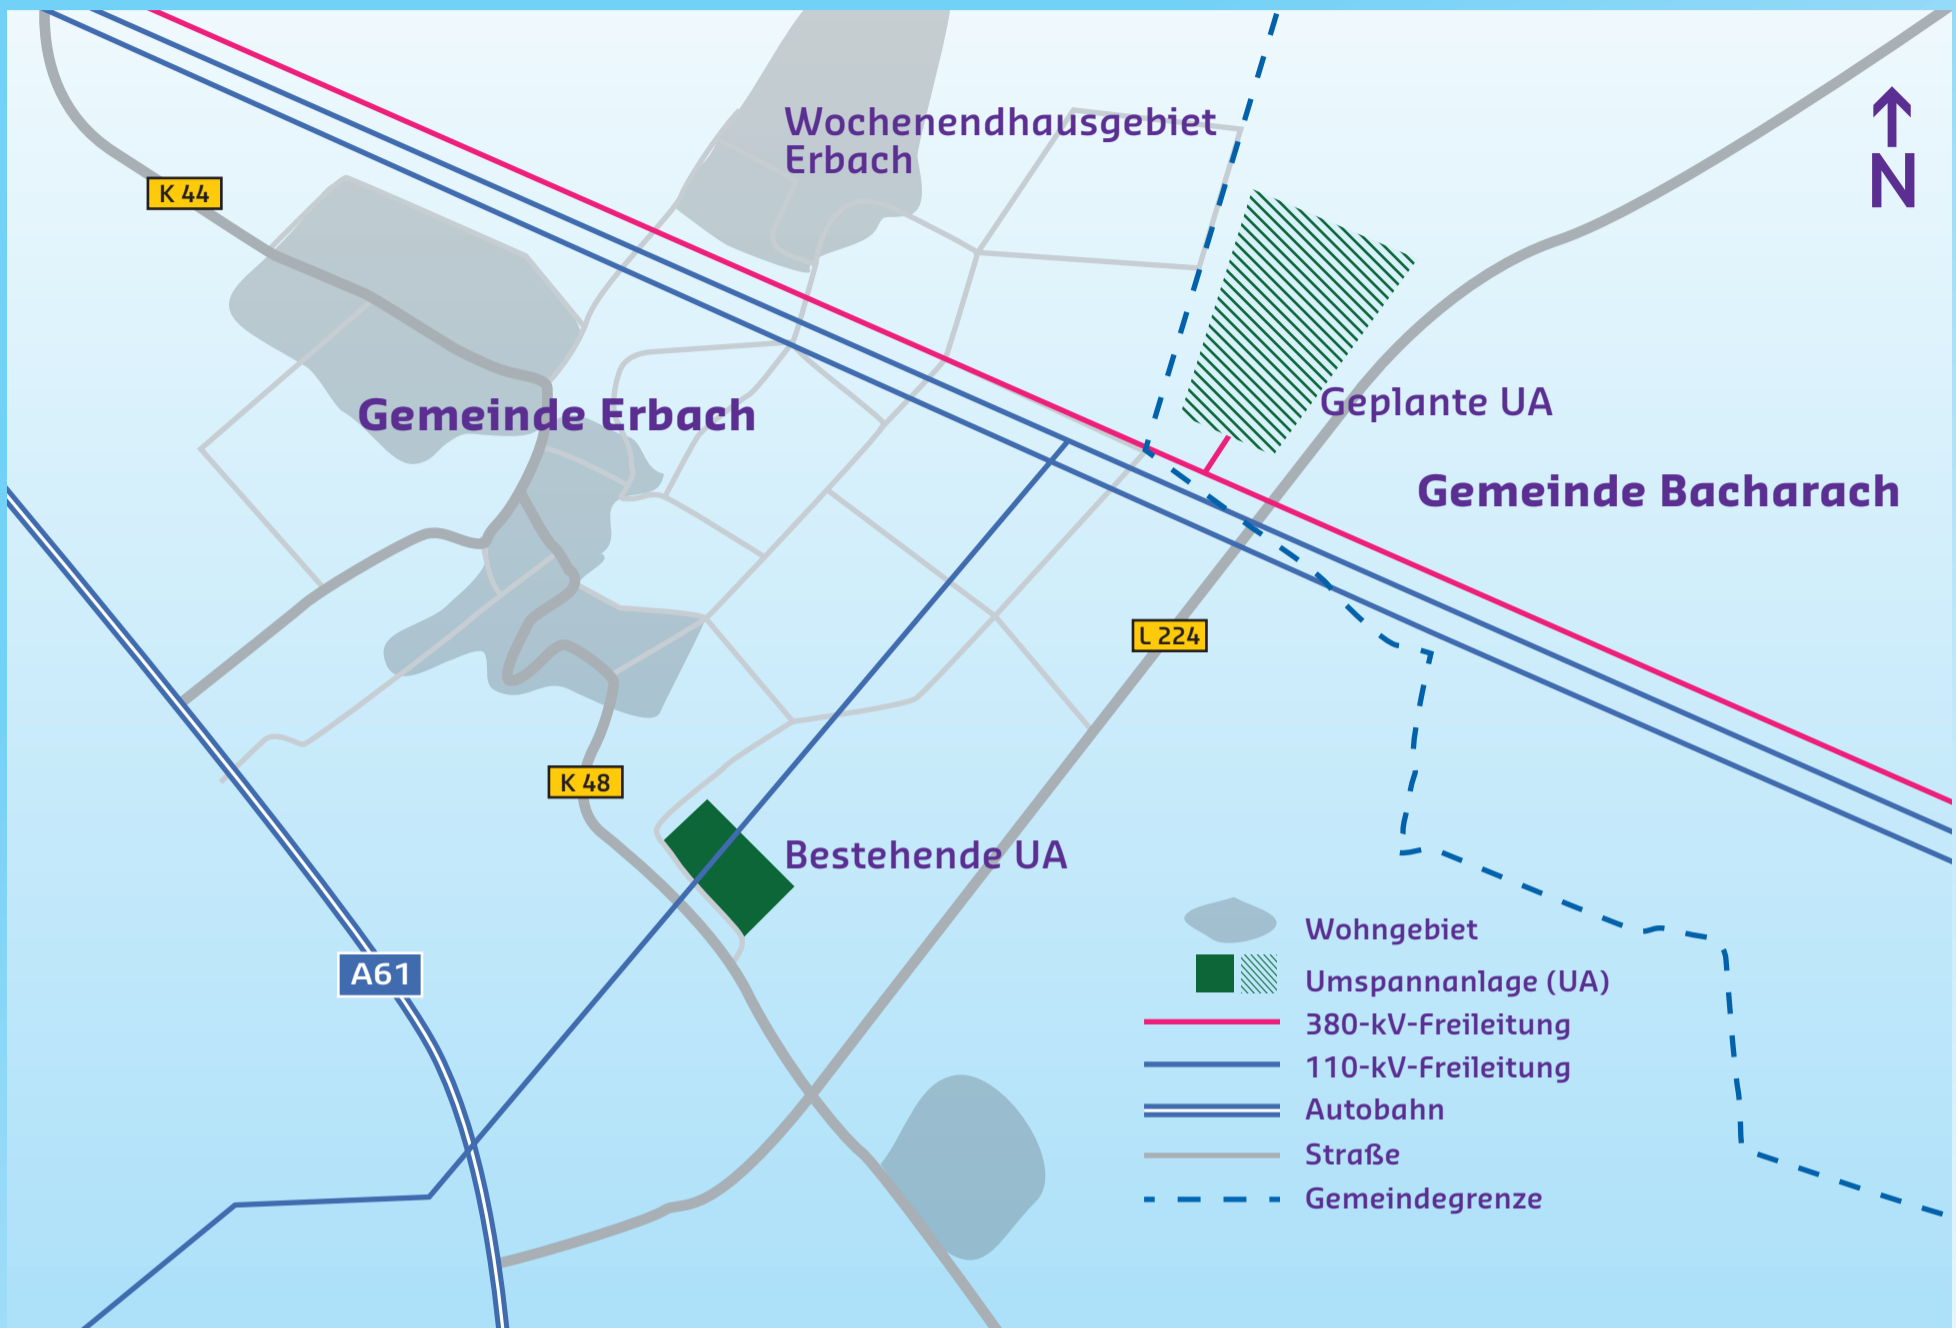 Wochenendhausgebiet
Erbach
K 44
N
Gemeinde Erbach
Geplante UA
Gemeinde Bacharach
L 224
K 48
Bestehende UA
A61
Wohngebiet
Umspannanlage (UA)
380-kV-Freileitung
110-kV-Freileitung
Autobahn
Straße
Gemeindegrenze